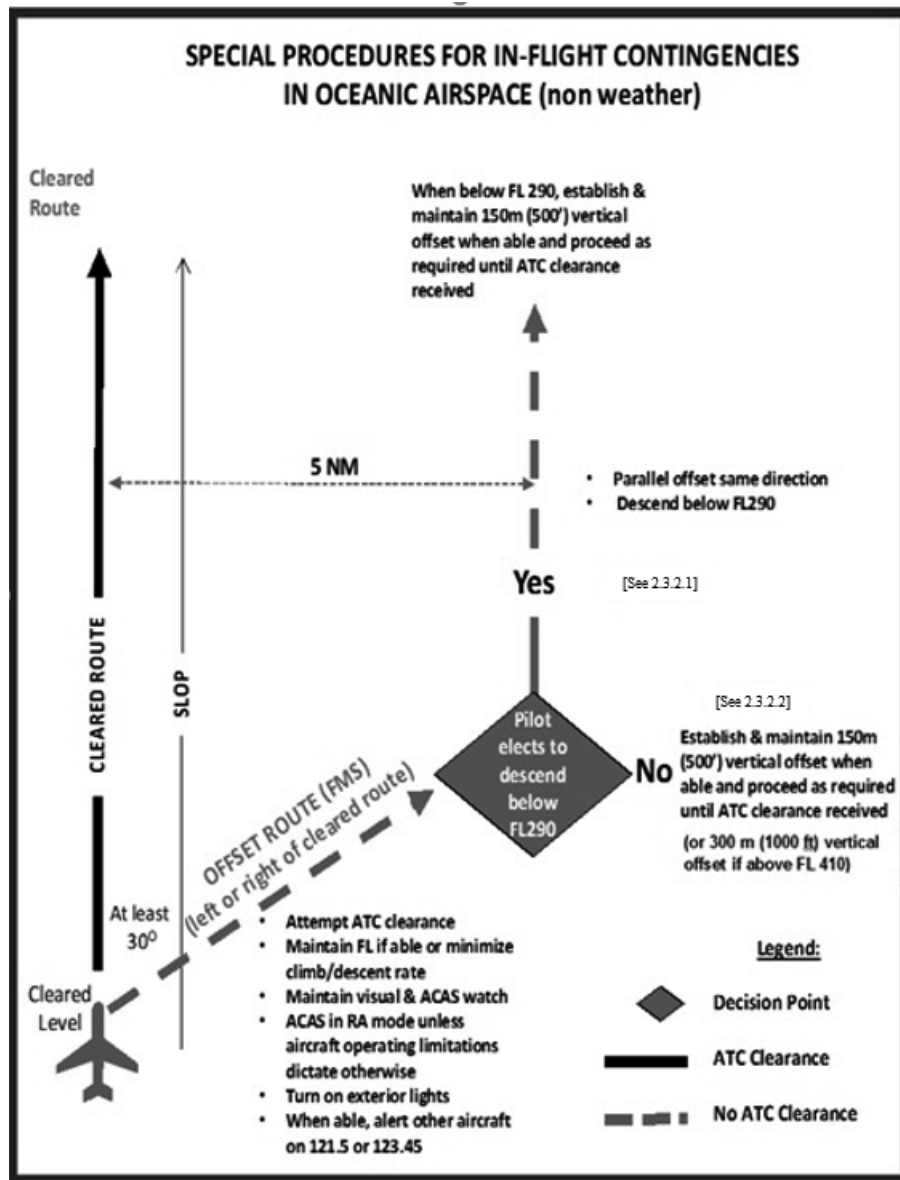 SPECIAL PROCEDURES FOR IN-FLIGHT CONTINGENCIES
IN OCEANIC AIRSPACE (non weather)
Cleared
Route
When below FL 290, establish &
maintain 150m (500') vertical
offset when able and proceed as
required until ATC clearance
received
5 NM
• Parallel offset same direction
• Descend below FL290
Yes
[See 2.3.2.1]
CLEARED ROUTE
SLOP
[See 2.3.2.2]
Pilot
elects to
descend
below
FL290
No
Establish & maintain 150m
(500') vertical offset when
able and proceed as required
until ATC clearance received
(or 300 m (1000 ft) vertical
offset if above FL 410)
OFFSET ROUTE (FMS)
(left or right of cleared route)
At least
30⁰
Cleared
Level
• Attempt ATC clearance
• Maintain FL if able or minimize
climb/descent rate
• Maintain visual & ACAS watch
• ACAS in RA mode unless
aircraft operating limitations
dictate otherwise
• Turn on exterior lights
• When able, alert other aircraft
on 121.5 or 123.45
Legend:
Decision Point
ATC Clearance
No ATC Clearance